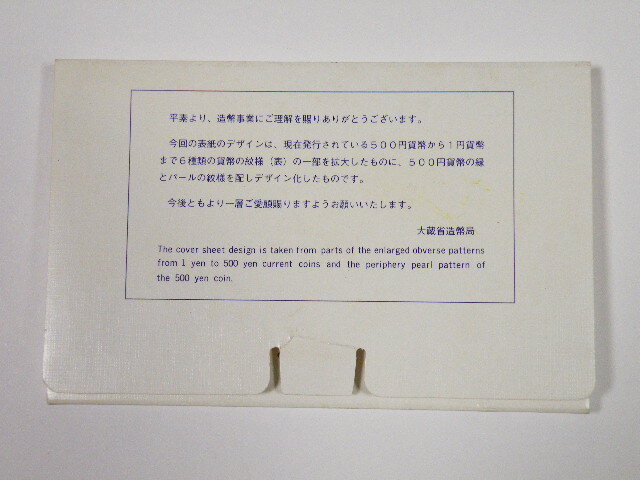 平素より、造幣事業にご理解を賜りありがとうございます。
今回の表紙のデザインは、現在発行されている５００円貨幣から１円貨幣
まで６種類の貨幣の紋様（表）の一部を拡大したものに、５００円貨幣の縁
とパールの紋様を配しデザイン化したものです。
今後ともより一層ご愛顧賜りますようお願いいたします。
大蔵省造幣局
The cover sheet design is taken from parts of the enlarged obverse patterns
from 1 yen to 500 yen current coins and the periphery pearl pattern of
the 500 yen coin.